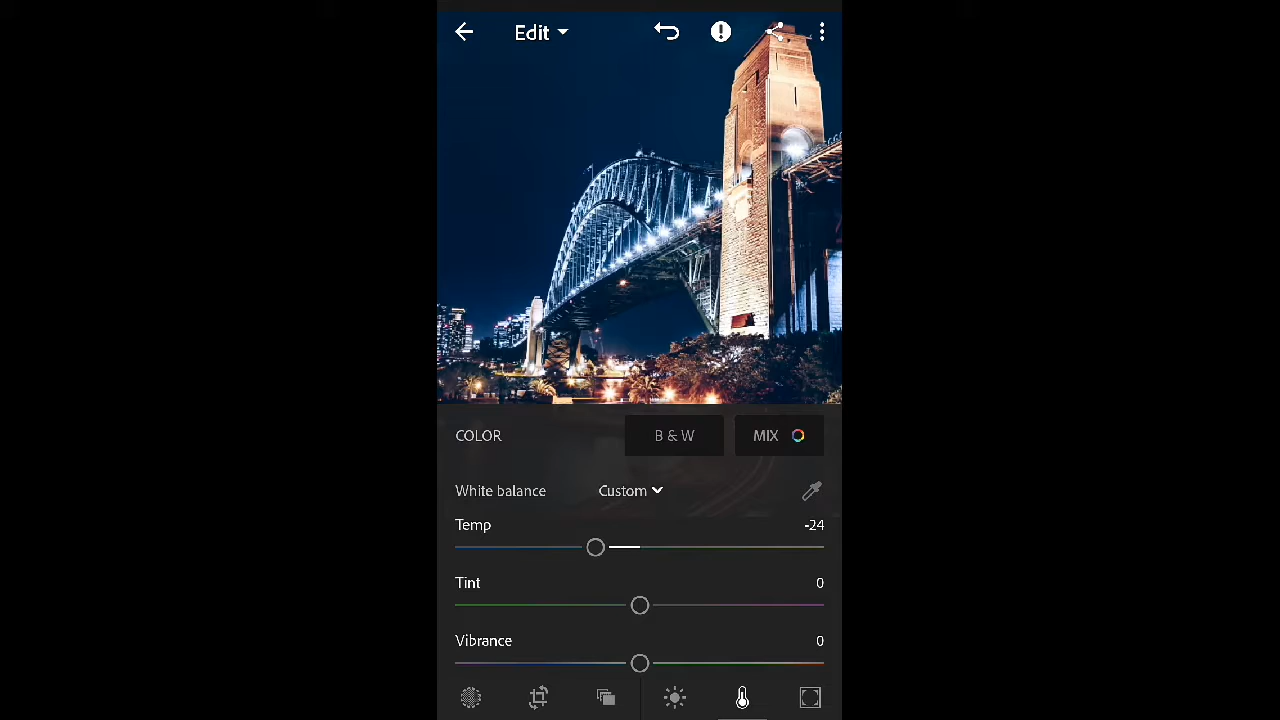 Edit
COLOR
B & W
MIX
White balance
Custom
Temp
-24
Tint
0
Vibrance
0